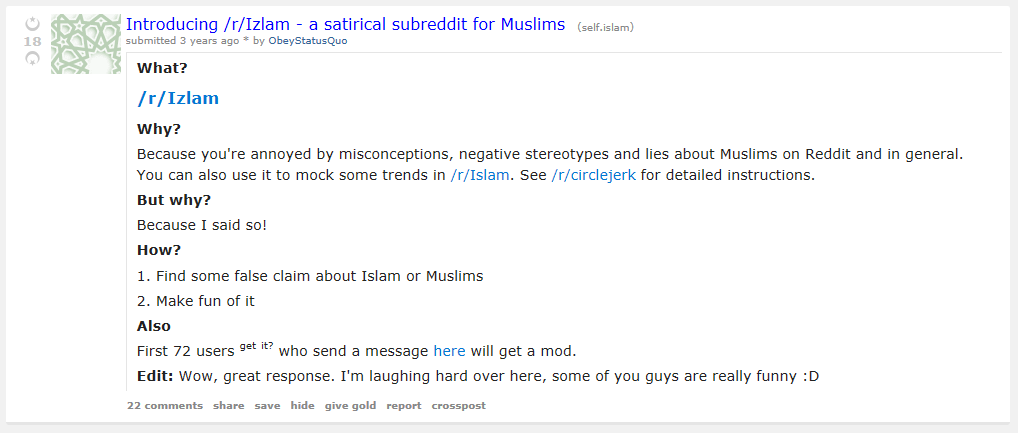 Introducing /r/Izlam - a satirical subreddit for Muslims (self.islam)
18
submitted 3 years ago * by ObeyStatusQuo
What?
/r/Izlam
Why?
Because you're annoyed by misconceptions, negative stereotypes and lies about Muslims on Reddit and in general.
You can also use it to mock some trends in /r/Islam. See /r/circlejerk for detailed instructions.
But why?
Because I said so!
How?
1. Find some false claim about Islam or Muslims
2. Make fun of it
Also
First 72 users get it? who send a message here will get a mod.
Edit: Wow, great response. I'm laughing hard over here, some of you guys are really funny :D
22 comments share save hide give gold report crosspost